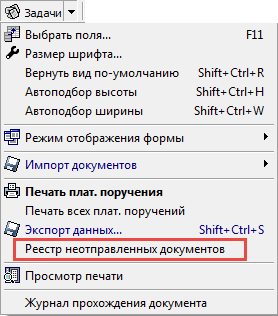 Задачи
Выбрать поля... F11
Размер шрифта...
Вернуть вид по-умолчанию Shift+Ctrl+R
Автоподбор высоты Shift+Ctrl+H
Автоподбор ширины Shift+Ctrl+W
Режим отображения формы
Импорт документов
Печать плат. поручения
Печать всех плат. поручений
Экспорт данных... Shift+Ctrl+S
Реестр неотправленных документов
Просмотр печати
Журнал прохождения документа